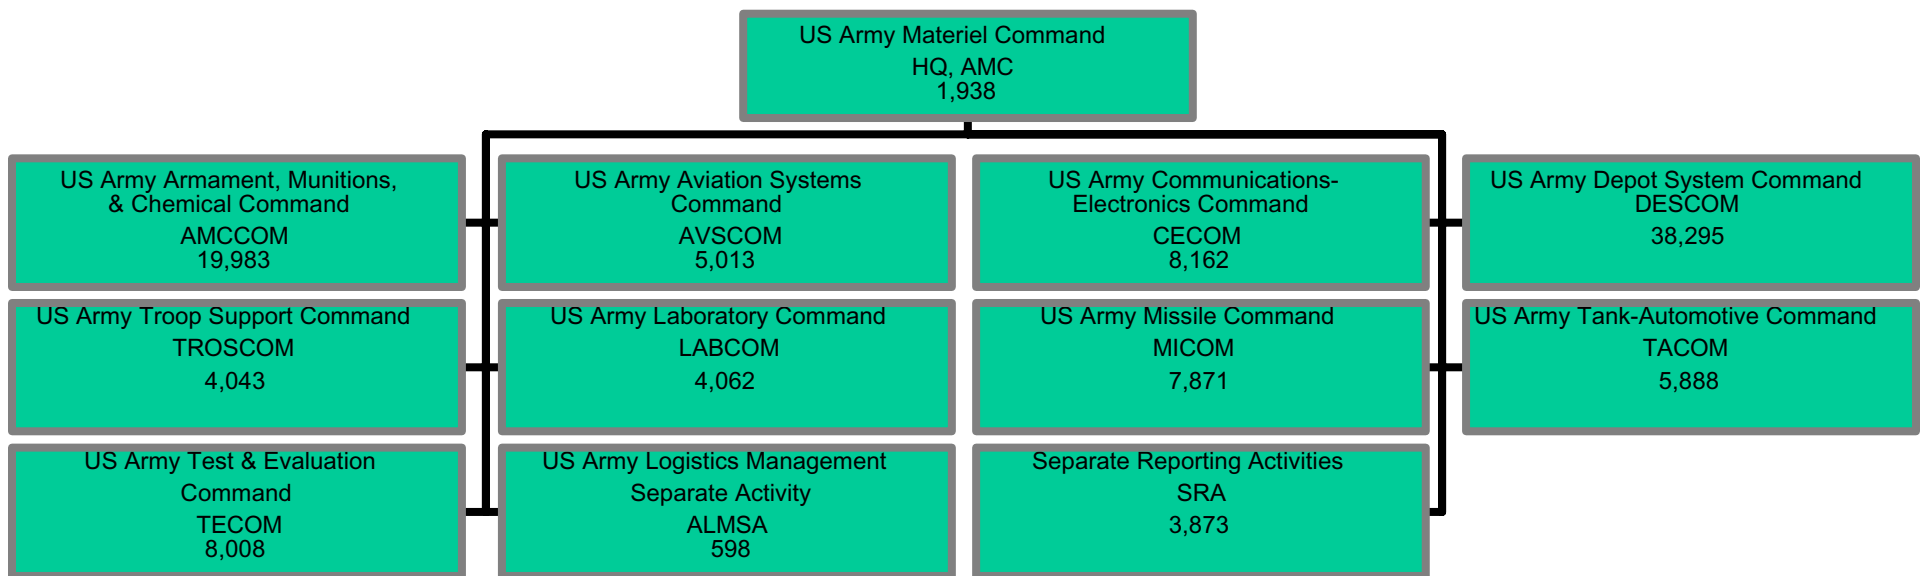 US Army Materiel Command
HQ, AMC
1,938
US Army Armament, Munitions,
& Chemical Command
AMCCOM
19,983
US Army Aviation Systems
Command
AVSCOM
5,013
US Army Communications-
Electronics Command
CECOM
8,162
US Army Depot System Command
DESCOM
38,295
US Army Troop Support Command
TROSCOM
4,043
US Army Laboratory Command
LABCOM
4,062
US Army Missile Command
MICOM
7,871
US Army Tank-Automotive Command
TACOM
5,888
US Army Test & Evaluation
Command
TECOM
8,008
US Army Logistics Management
Separate Activity
ALMSA
598
Separate Reporting Activities
SRA
3,873